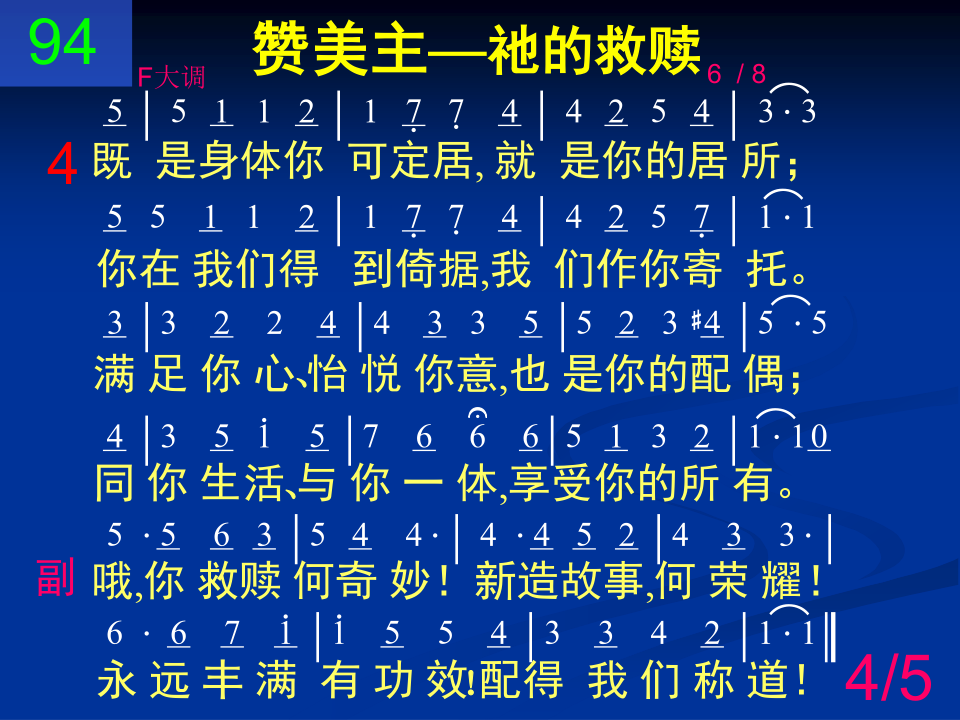 94
赞美主—祂的救赎
F大调
6 / 8
5 | 5 1 1 2 | 1 7̣ 7̣ 4 | 4 2 5 4 | 3 · 3
4 既 是身体你 可定居, 就 是你的居 所；
5 5 1 1 2 | 1 7̣ 7̣ 4 | 4 2 5 7̣ | 1 · 1
你在 我们得 到倚据,我 们作你寄 托。
3 | 3 2 2 4 | 4 3 3 5 | 5 2 3 ♯4 | 5 · 5
满 足 你 心、怡 悦 你意,也 是你的配 偶；
4 | 3 5 i 5 | 7 6 6 6 | 5 1 3 2 | 1 · 1 0
同 你 生活、与 你 一 体,享受你的所 有。
5 · 5 6 3 | 5 4 4 · | 4 · 4 5 2 | 4 3 3 · |
副 哦,你 救赎 何奇 妙！ 新造故事,何 荣 耀！
6 · 6 7 i | i 5 5 4 | 3 3 4 2 | 1 · 1 ‖
永 远 丰 满 有 功 效!配得 我 们 称 道！
4/5